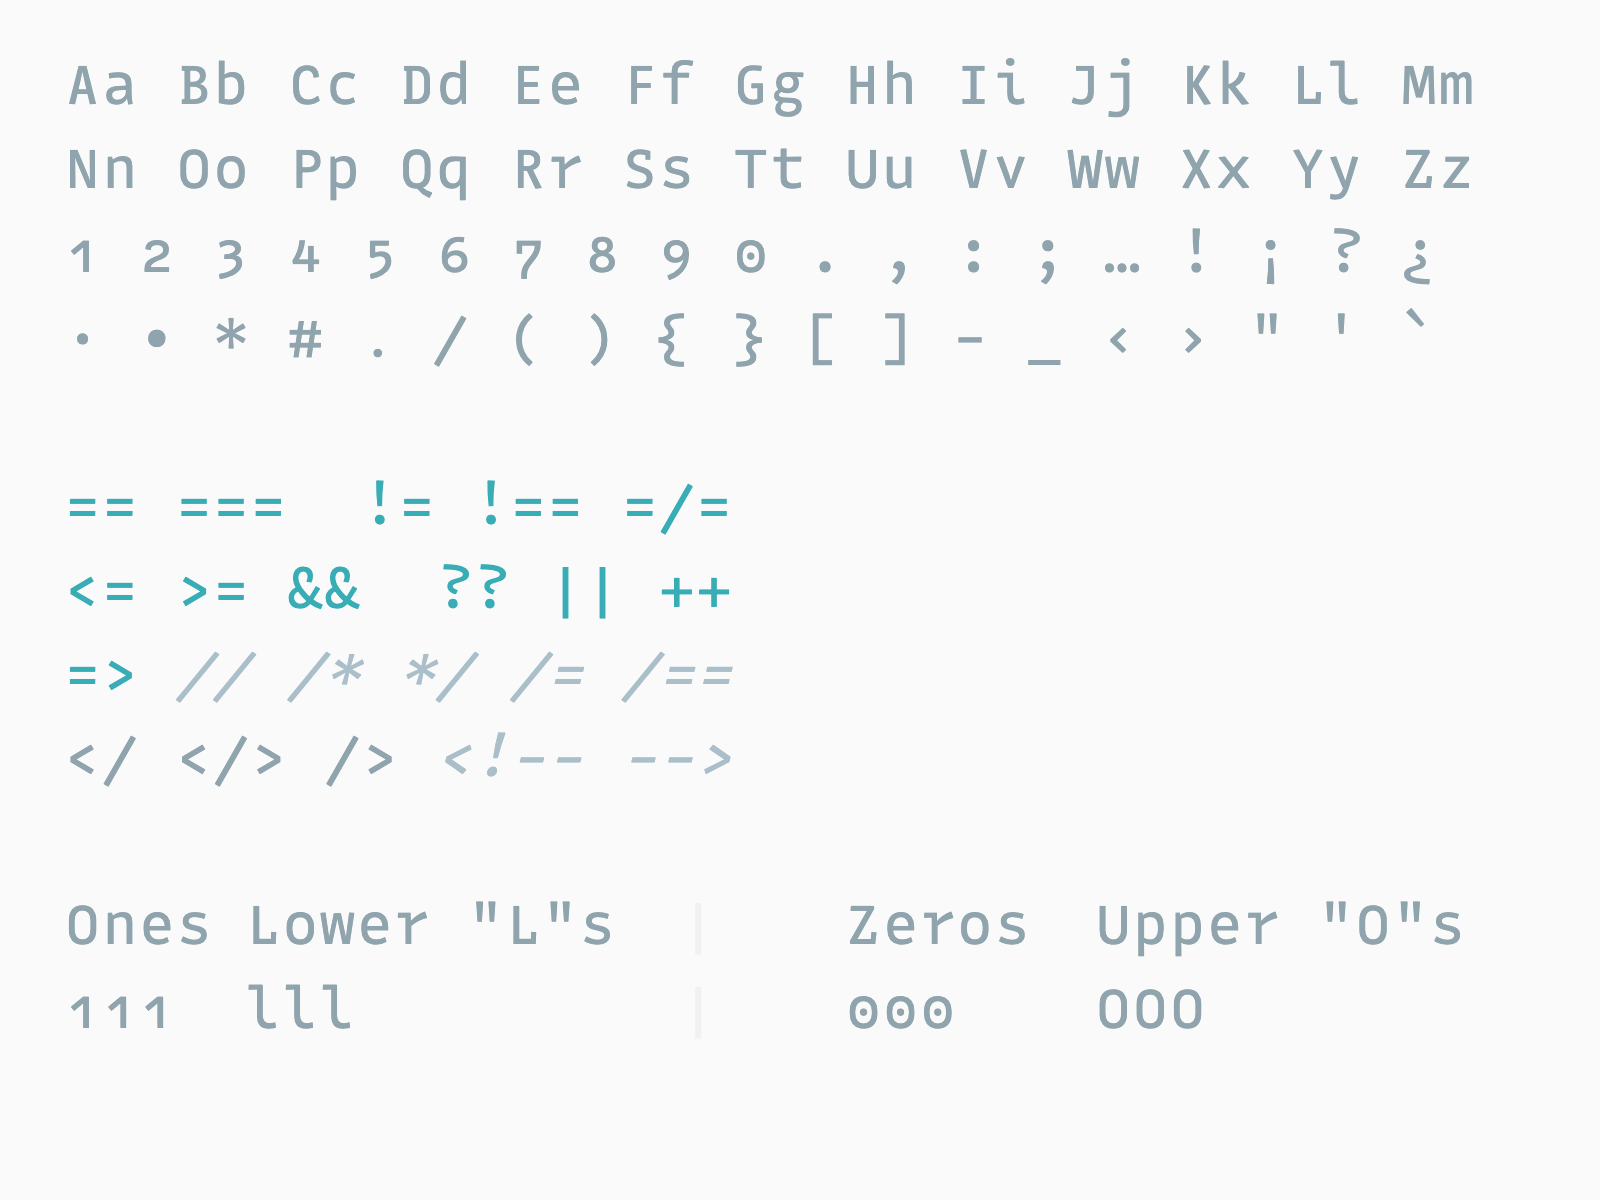 Aa Bb Cc Dd Ee Ff Gg Hh Ii Jj Kk Ll Mm
Nn Oo Pp Qq Rr Ss Tt Uu Vv Ww Xx Yy Zz
1 2 3 4 5 6 7 8 9 0 . , : ; … ! ¡ ? ¿
· • * # . / ( ) { } [ ] - _ ‹ › " ' `
== === != !== =/=
<= >= && ?? || ++
=> // /* */ /= /==
</ </> /> <!-- -->
Ones Lower "L"s | Zeros Upper "O"s
111 lll | 000 OOO